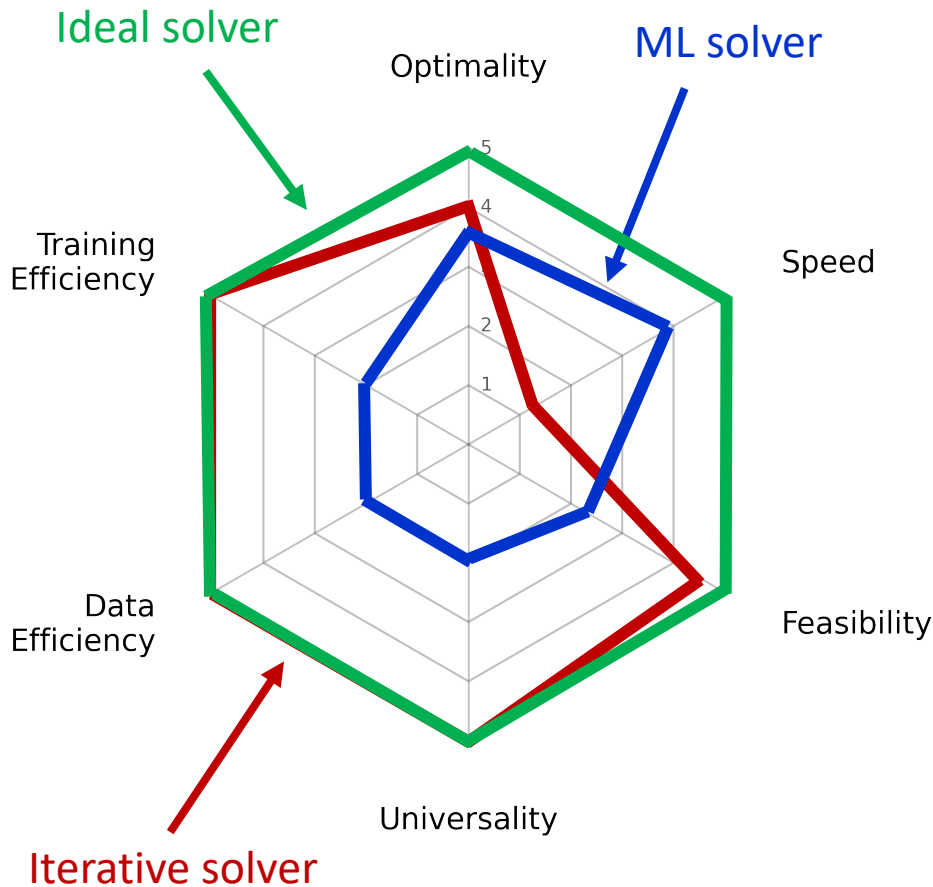 Ideal solver
ML solver
Optimality
5
4
Training
Efficiency
Speed
2
1
Data
Efficiency
Feasibility
Universality
Iterative solver